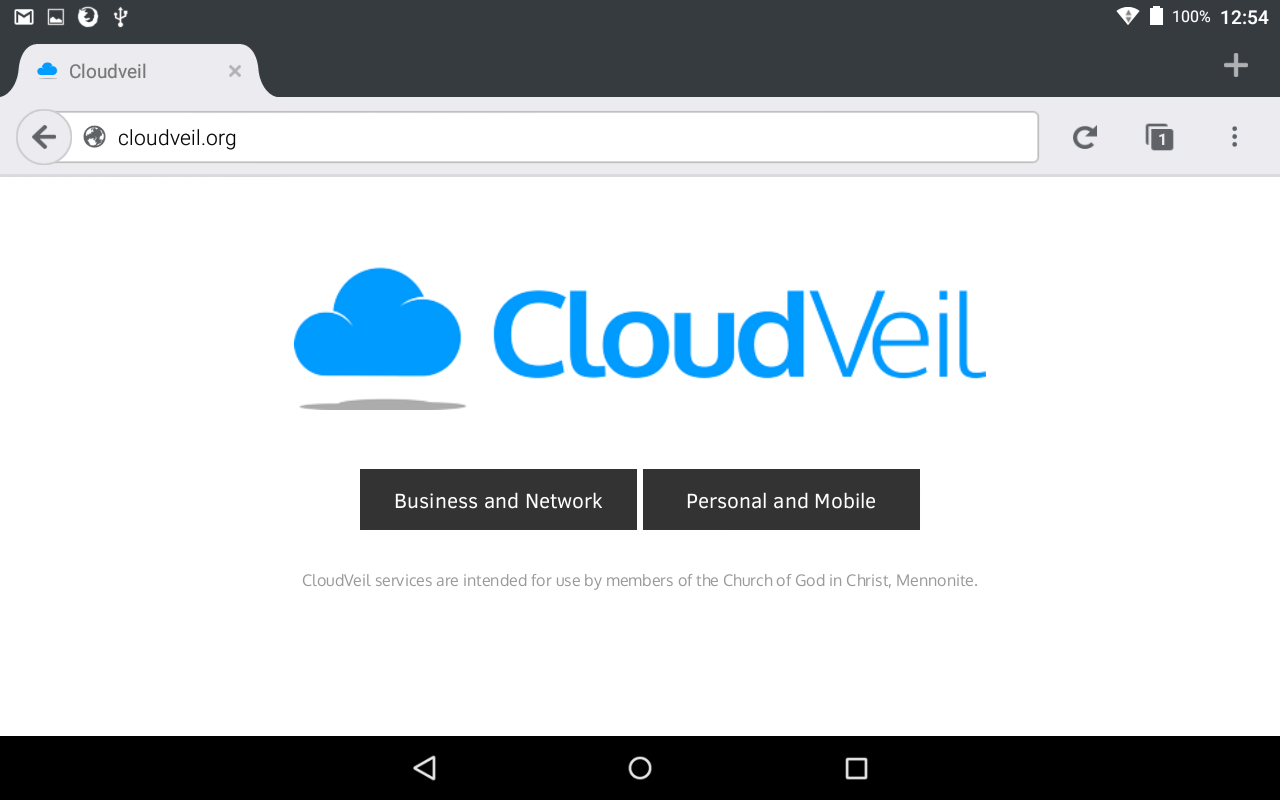 100% 12:54
Cloudveil
cloudveil.org
1
CloudVeil
Business and Network Personal and Mobile
CloudVeil services are intended for use by members of the Church of God in Christ, Mennonite.